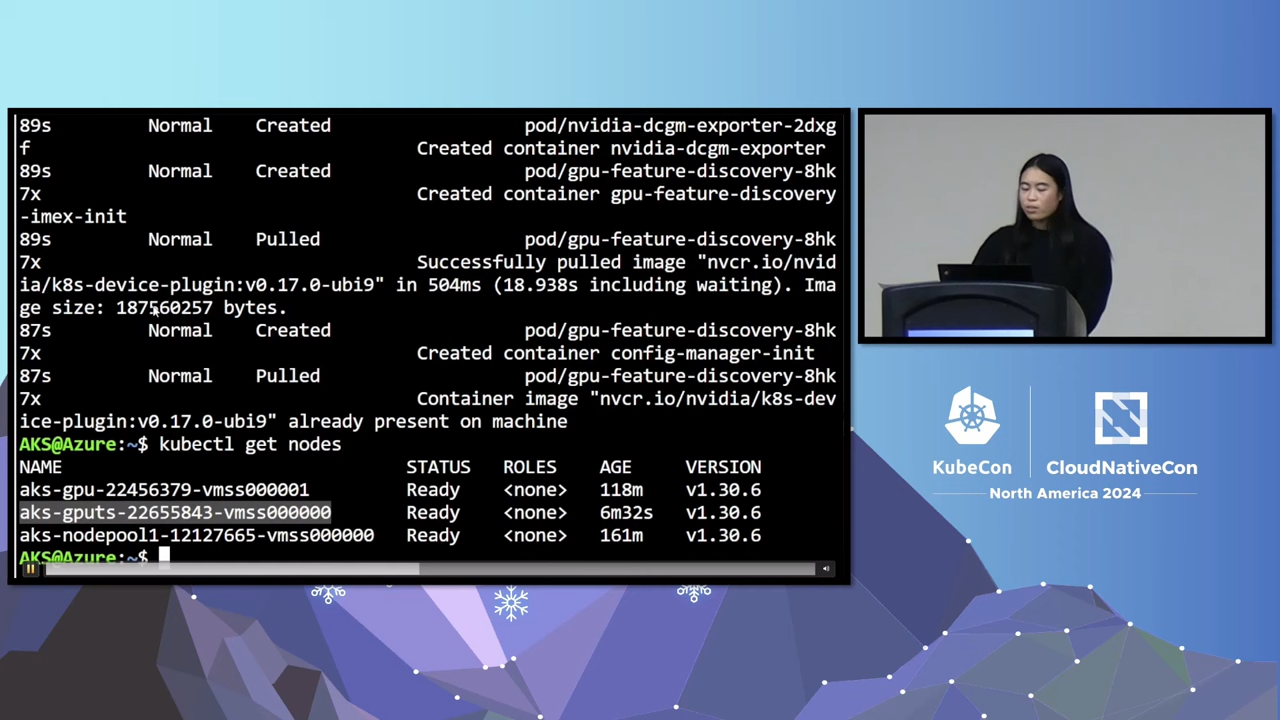 89s Normal Created pod/nvidia-dcgm-exporter-2dxg
f Created container nvidia-dcgm-exporter
89s Normal Created pod/gpu-feature-discovery-8hk
7x Created container gpu-feature-discovery
-imex-init
89s Normal Pulled pod/gpu-feature-discovery-8hk
7x Successfully pulled image "nvcr.io/nvid
ia/k8s-device-plugin:v0.17.0-ubi9" in 504ms (18.938s including waiting). Ima
ge size: 187560257 bytes.
87s Normal Created pod/gpu-feature-discovery-8hk
7x Created container config-manager-init
87s Normal Pulled pod/gpu-feature-discovery-8hk
7x Container image "nvcr.io/nvidia/k8s-dev
ice-plugin:v0.17.0-ubi9" already present on machine
AKS@Azure:~$ kubectl get nodes
NAME STATUS ROLES AGE VERSION
aks-gpu-22456379-vmss000001 Ready <none> 118m v1.30.6
aks-gputs-22655843-vmss000000 Ready <none> 6m32s v1.30.6
aks-nodepool1-12127665-vmss000000 Ready <none> 161m v1.30.6
AKS@Azure:~$
KubeCon CloudNativeCon
North America 2024